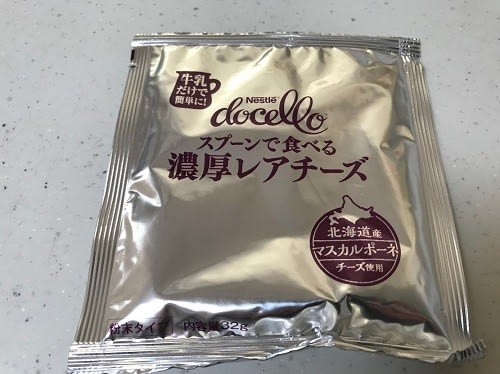 牛乳
だけで
簡単に!
Nestlé
docello
スプーンで食べる
濃厚レアチーズ
北海道産
マスカルポーネ
チーズ使用
粉末タイプ 内容量32g